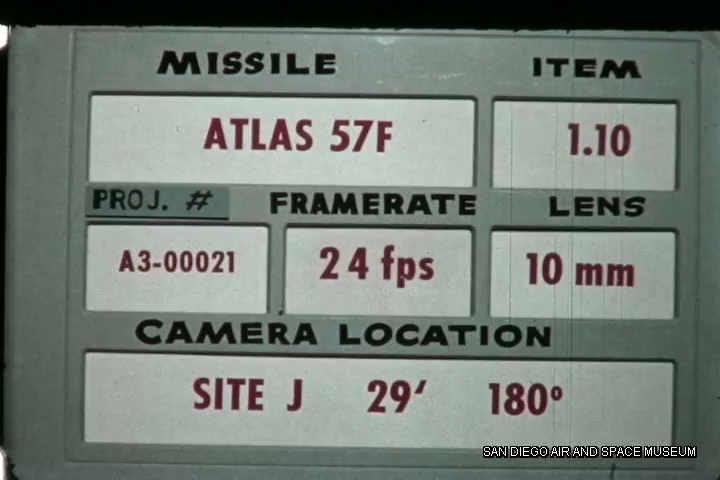 MISSILE ITEM
ATLAS 57F 1.10
PROJ. # FRAMERATE LENS
A3-00021 24 fps 10 mm
CAMERA LOCATION
SITE J 29′ 180º
SAN DIEGO AIR AND SPACE MUSEUM